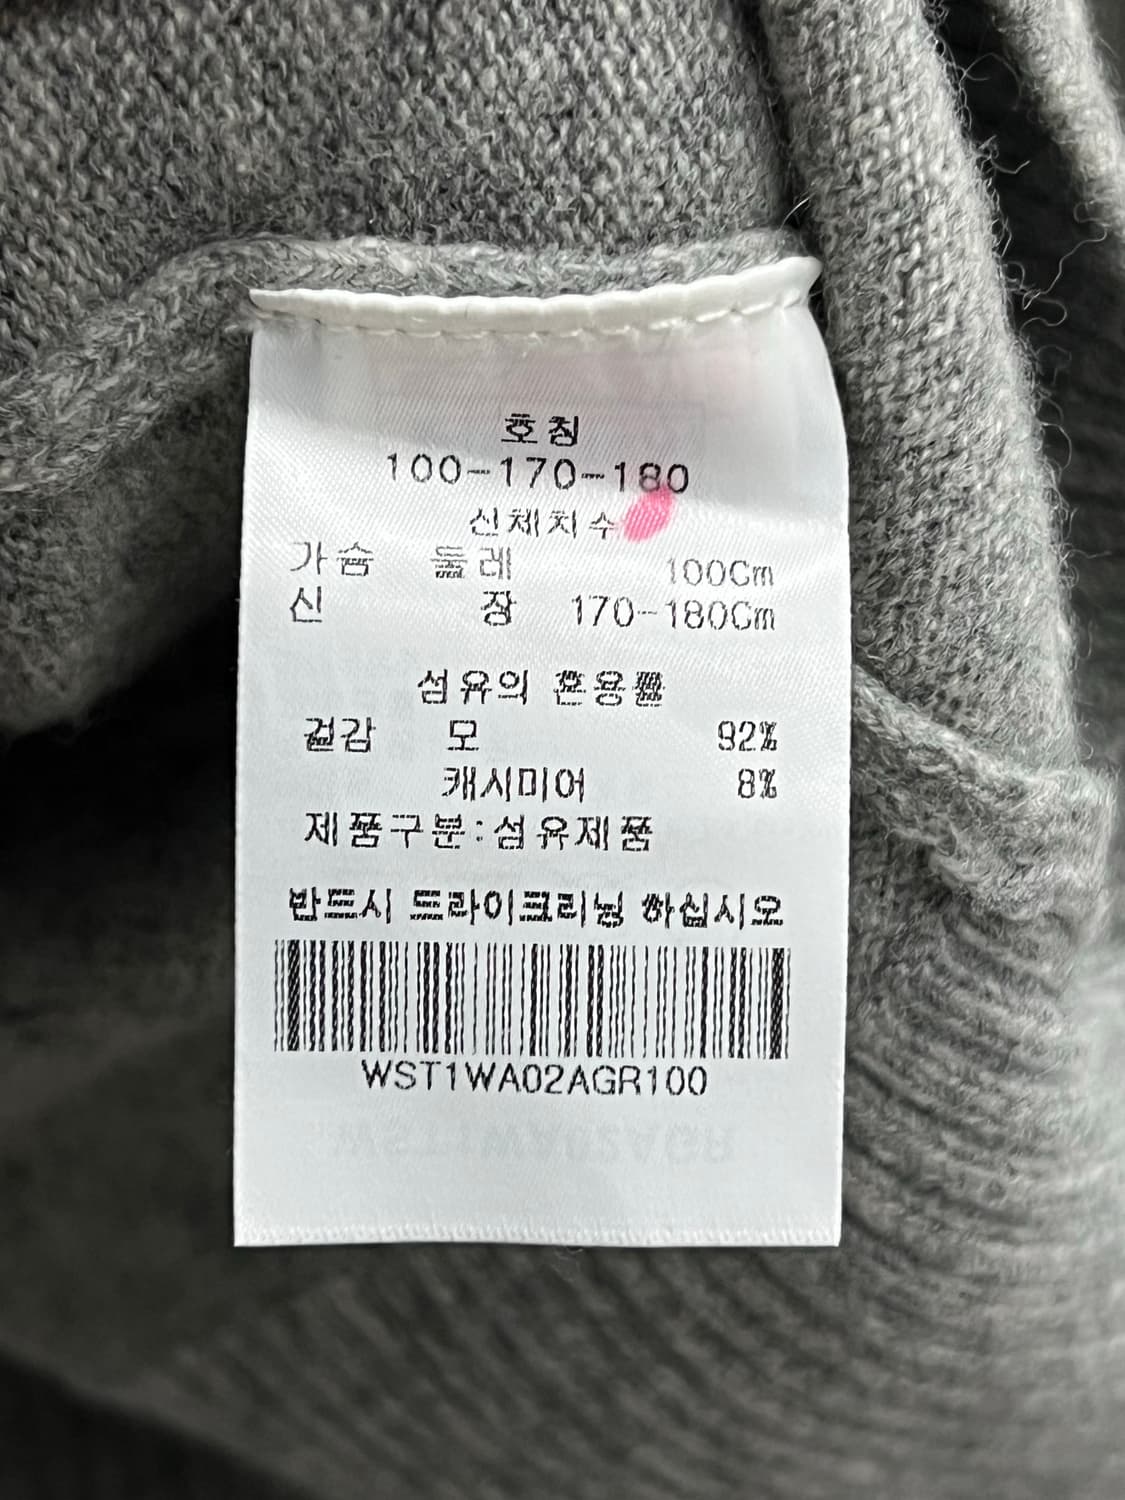 호칭
100-170-180
신체치수
가슴 둘레 100Cm
신 장 170-180Cm
섬유의 혼용률
겉감 모 92%
캐시미어 8%
제품구분:섬유제품
반드시 드라이크리닝 하십시오
WST1WA02AGR100